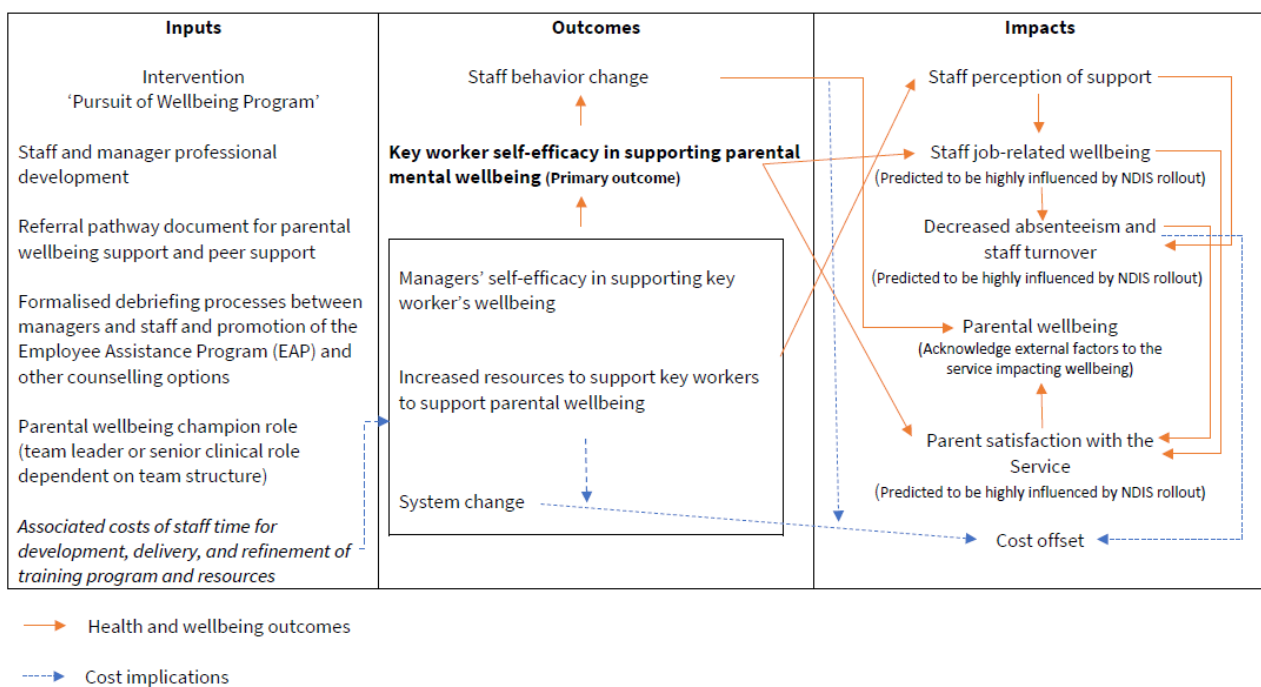 Inputs
Intervention
‘Pursuit of Wellbeing Program’
Staff and manager professional
development
Referral pathway document for parental
wellbeing support and peer support
Formalised debriefing processes between
managers and staff and promotion of the
Employee Assistance Program (EAP) and
other counselling options
Parental wellbeing champion role
(team leader or senior clinical role
dependent on team structure)
Associated costs of staff time for
development, delivery, and refinement of
training program and resources
Outcomes
Staff behavior change
Key worker self-efficacy in supporting parental
mental wellbeing (Primary outcome)
Managers’ self-efficacy in supporting key
worker’s wellbeing
Increased resources to support key workers
to support parental wellbeing
System change
Impacts
Staff perception of support
Staff job-related wellbeing
(Predicted to be highly influenced by NDIS rollout)
Decreased absenteeism and
staff turnover
(Predicted to be highly influenced by NDIS rollout)
Parental wellbeing
(Acknowledge external factors to the
service impacting wellbeing)
Parent satisfaction with the
Service
(Predicted to be highly influenced by NDIS rollout)
Cost offset
Health and wellbeing outcomes
Cost implications